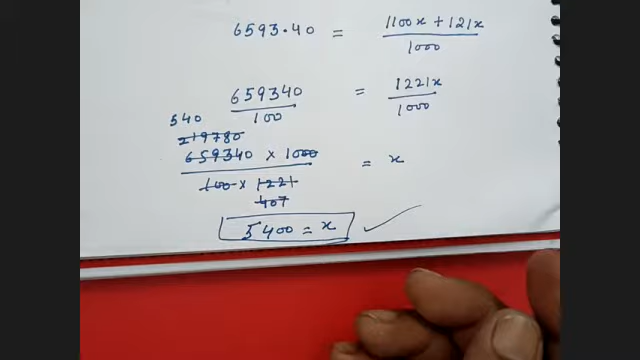 6593.40 = 1100x + 121x / 1000
659340 / 100 = 1221x / 1000
540
219780
659340 × 1000 / 100 × 1221 = x
407
5400 = x ✓